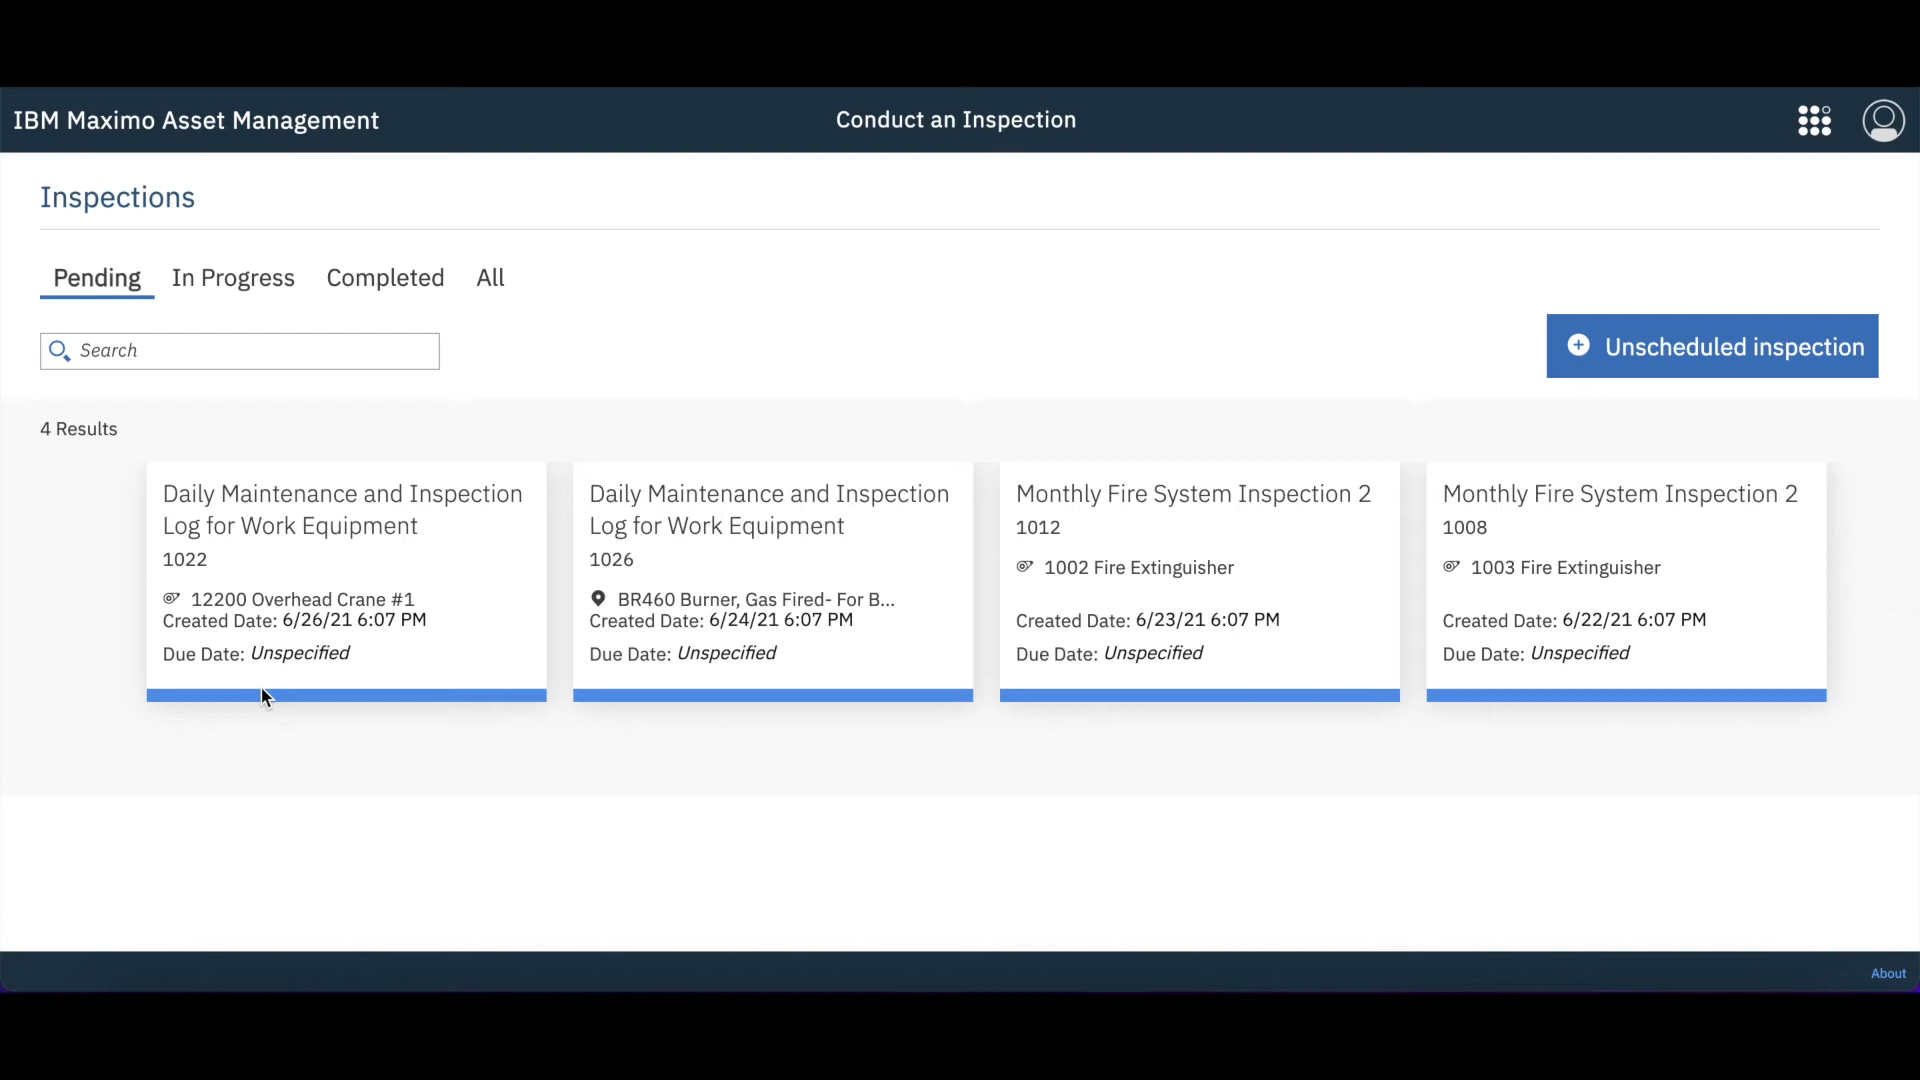 IBM Maximo Asset Management
Conduct an Inspection
Inspections
Pending
In Progress
Completed
All
Search
Unscheduled inspection
4 Results
Daily Maintenance and Inspection
Log for Work Equipment
1022
12200 Overhead Crane #1
Created Date: 6/26/21 6:07 PM
Due Date: Unspecified
Daily Maintenance and Inspection
Log for Work Equipment
1026
BR460 Burner, Gas Fired- For B...
Created Date: 6/24/21 6:07 PM
Due Date: Unspecified
Monthly Fire System Inspection 2
1012
1002 Fire Extinguisher
Created Date: 6/23/21 6:07 PM
Due Date: Unspecified
Monthly Fire System Inspection 2
1008
1003 Fire Extinguisher
Created Date: 6/22/21 6:07 PM
Due Date: Unspecified
About